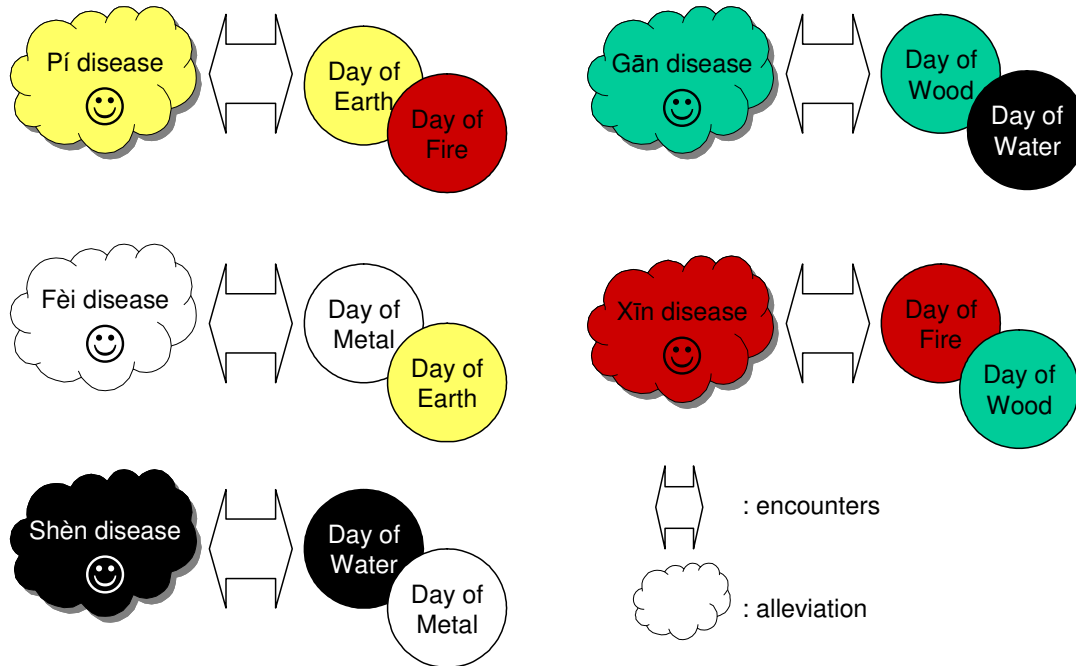 Pí disease
Day of
Earth
Day of
Fire
Gān disease
Day of
Wood
Day of
Water
Fèi disease
Day of
Metal
Day of
Earth
Xīn disease
Day of
Fire
Day of
Wood
Shèn disease
Day of
Water
Day of
Metal
: encounters
: alleviation